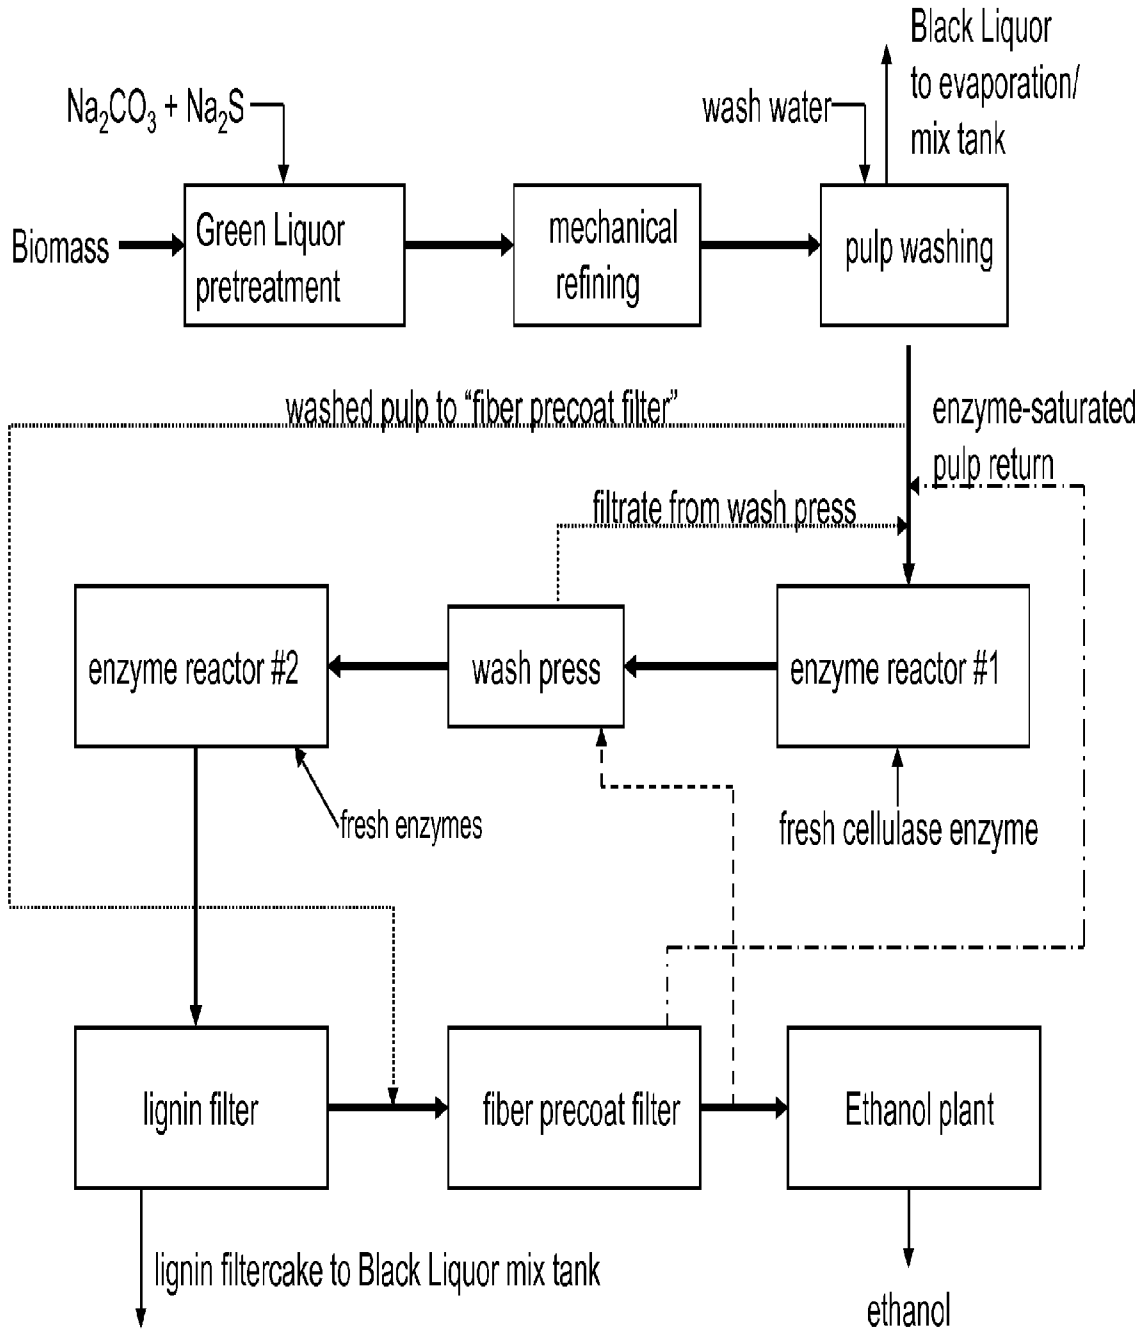 Black Liquor
to evaporation/
mix tank
Na₂CO₃ + Na₂S
wash water
Biomass
Green Liquor
pretreatment
mechanical
refining
pulp washing
washed pulp to “fiber precoat filter”
enzyme-saturated
pulp return
filtrate from wash press
enzyme reactor #2
wash press
enzyme reactor #1
fresh enzymes
fresh cellulase enzyme
lignin filter
fiber precoat filter
Ethanol plant
lignin filtercake to Black Liquor mix tank
ethanol